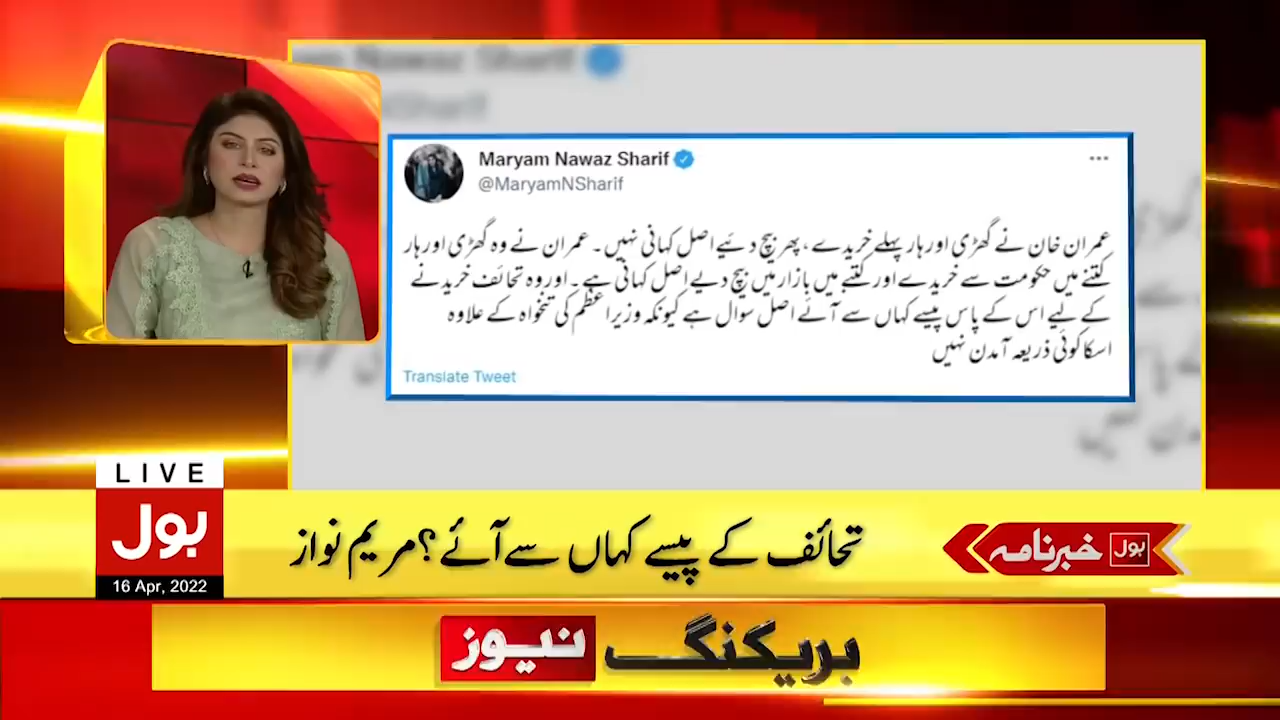 Maryam Nawaz Sharif
@MaryamNSharif
عمران خان نے گھڑی اور ہار پہلے خریدے، پھر بیچ دئیے اصل کہانی نہیں۔ عمران نے وہ گھڑی اور ہار
کتنے میں حکومت سے خریدے اور کتنے میں بازار میں بیچ دیے اصل کہانی ہے۔ اور وہ تحائف خریدنے
کے لیے اس کے پاس پیسے کہاں سے آئے اصل سوال ہے کیونکہ وزیر اعظم کی تنخواہ کے علاوہ
اسکا کوئی ذریعہ آمدن نہیں
Translate Tweet
LIVE
بول
16 Apr, 2022
تحائف کے پیسے کہاں سے آئے؟ مریم نواز
بول خبرنامہ
بریکنگ نیوز